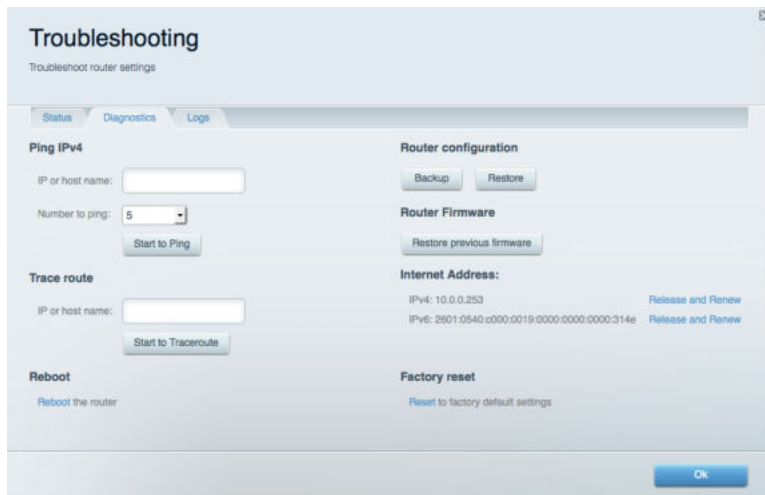 Troubleshooting
Troubleshoot router settings
Status
Diagnostics
Logs
Ping IPv4
IP or host name:
Number to ping: 5
Start to Ping
Trace route
IP or host name:
Start to Traceroute
Reboot
Reboot the router
Router configuration
Backup
Restore
Router Firmware
Restore previous firmware
Internet Address:
IPv4: 10.0.0.253 Release and Renew
IPv6: 2601:0540:c000:0019:0000:0000:0000:314e Release and Renew
Factory reset
Reset to factory default settings
Ok